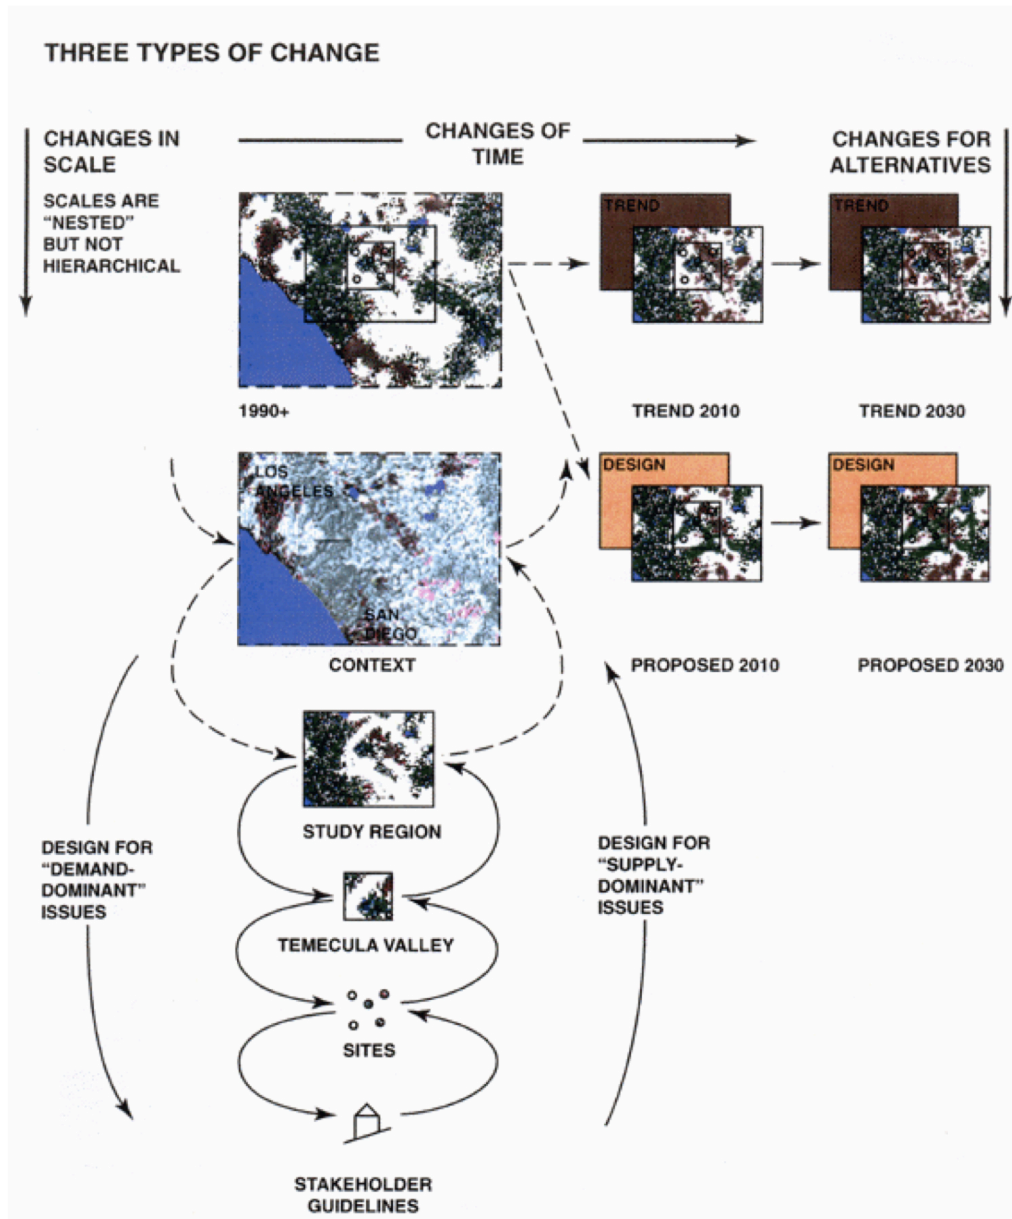 THREE TYPES OF CHANGE
CHANGES IN
SCALE
SCALES ARE
“NESTED”
BUT NOT
HIERARCHICAL
CHANGES OF
TIME
CHANGES FOR
ALTERNATIVES
TREND
TREND
1990+
TREND 2010
TREND 2030
LOS
ANGELES
SAN
DIEGO
CONTEXT
DESIGN
DESIGN
PROPOSED 2010
PROPOSED 2030
STUDY REGION
DESIGN FOR
“DEMAND-
DOMINANT”
ISSUES
DESIGN FOR
“SUPPLY-
DOMINANT”
ISSUES
TEMECULA VALLEY
SITES
STAKEHOLDER
GUIDELINES